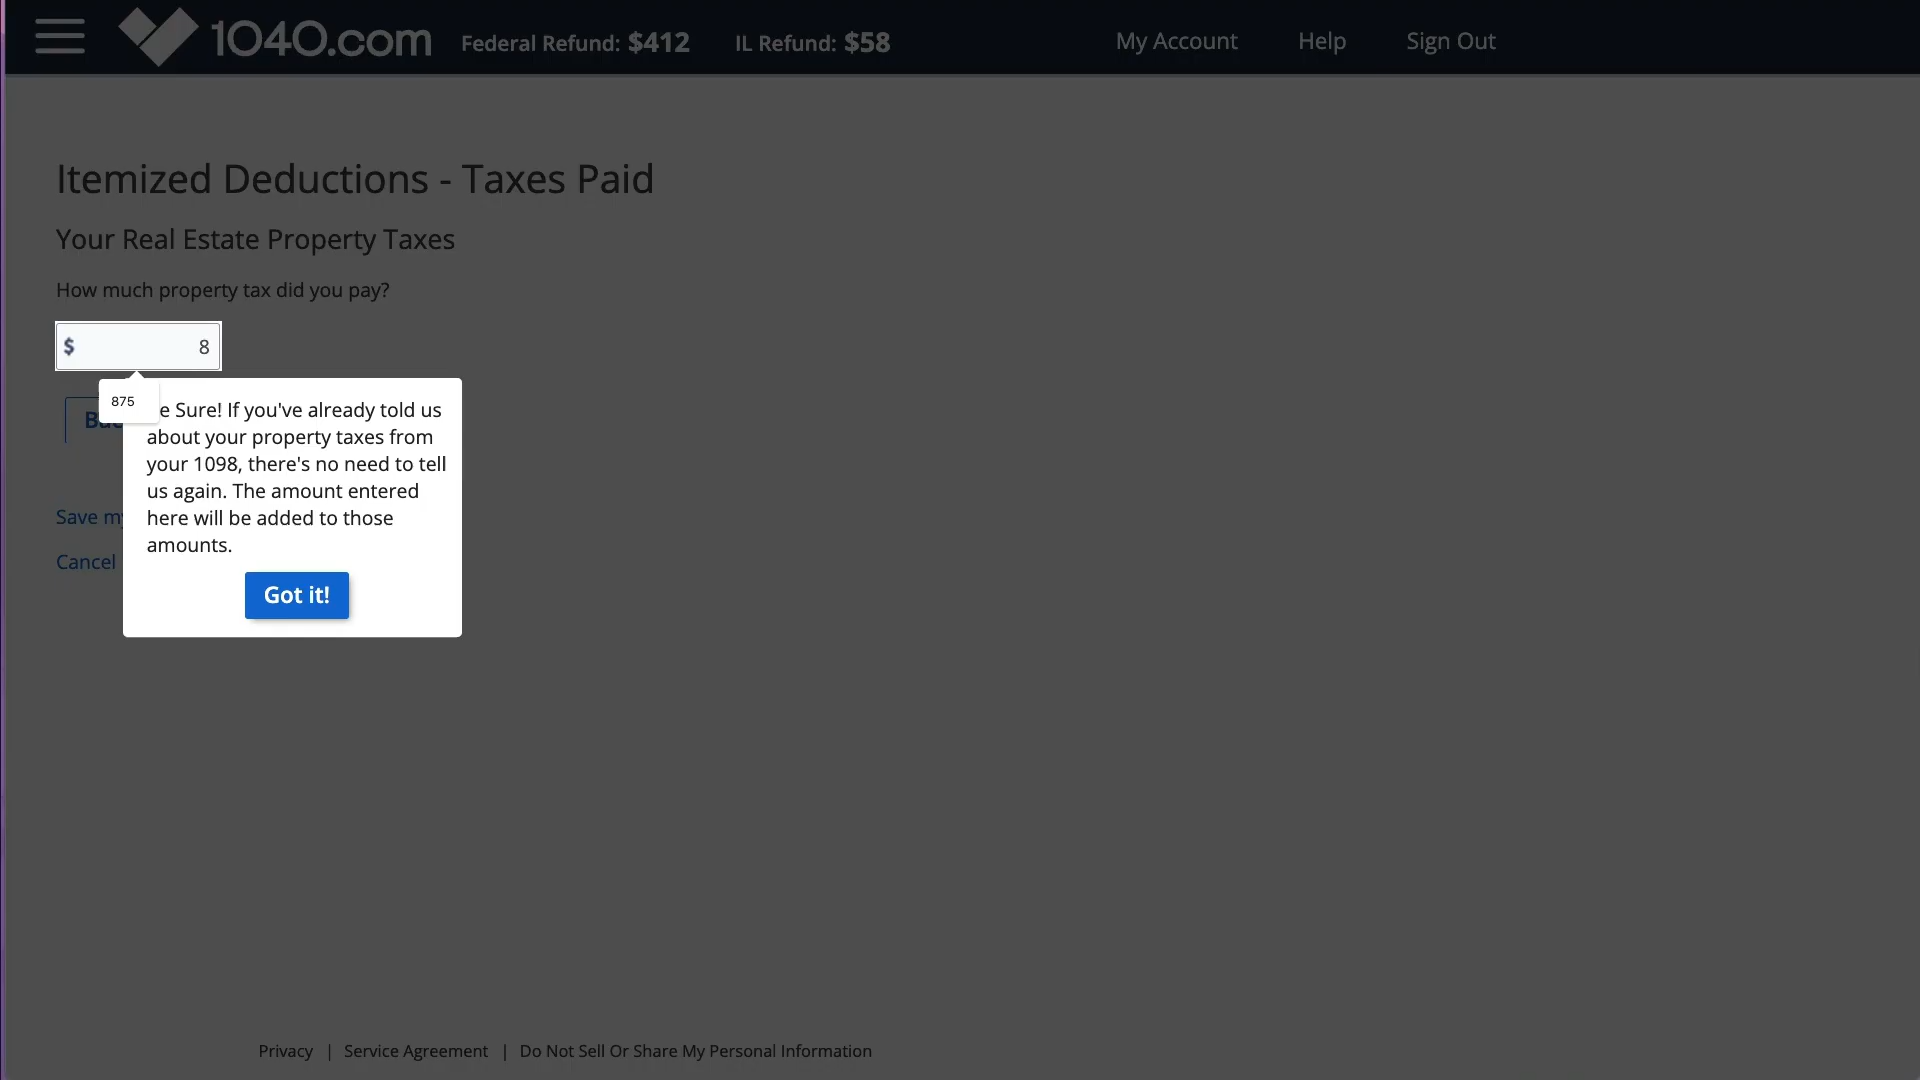 1040.com Federal Refund: $412 IL Refund: $58 My Account Help Sign Out
Itemized Deductions - Taxes Paid
Your Real Estate Property Taxes
How much property tax did you pay?
$ 8
875
e Sure! If you've already told us
about your property taxes from
your 1098, there's no need to tell
us again. The amount entered
here will be added to those
amounts.
Got it!
Save my
Cancel
Privacy | Service Agreement | Do Not Sell Or Share My Personal Information